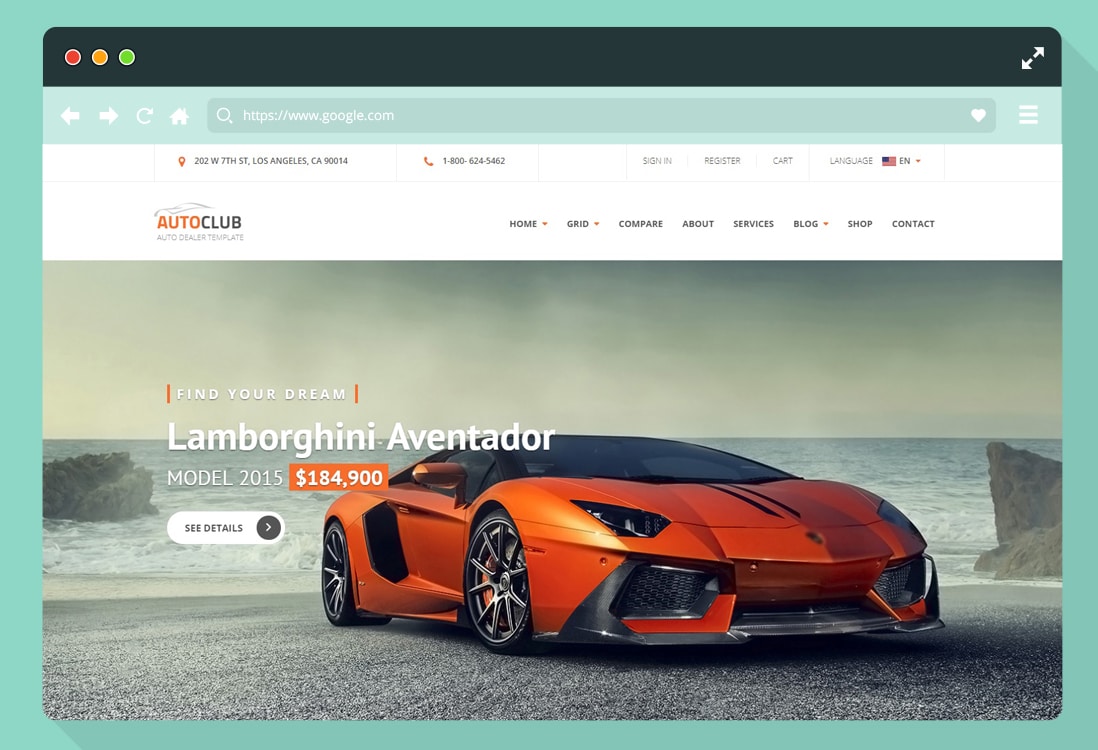 https://www.google.com
202 W 7TH ST, LOS ANGELES, CA 90014
1-800- 624-5462
SIGN IN
REGISTER
CART
LANGUAGE EN
AUTOCLUB
AUTO DEALER TEMPLATE
HOME
GRID
COMPARE
ABOUT
SERVICES
BLOG
SHOP
CONTACT
FIND YOUR DREAM
Lamborghini Aventador
MODEL 2015 $184,900
SEE DETAILS